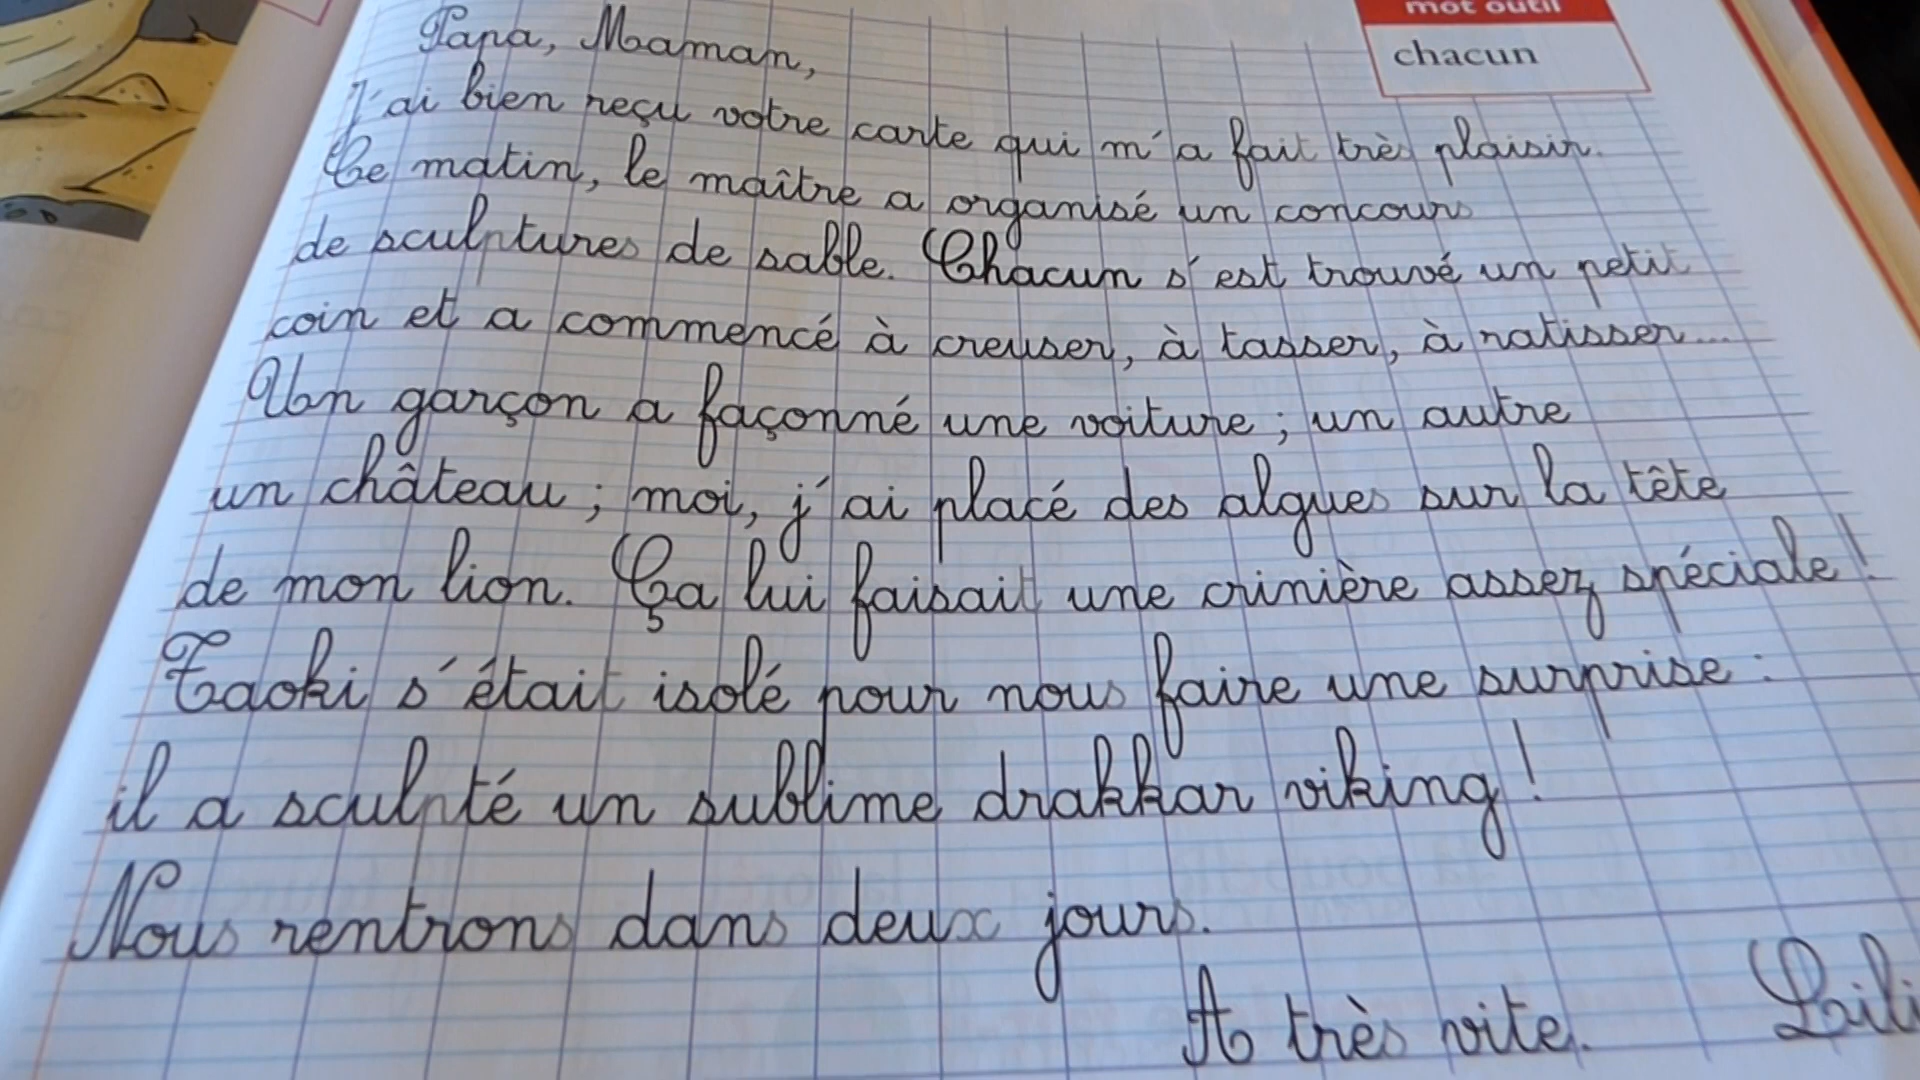 mot outil
chacun
Papa, Maman,
J'ai bien reçu votre carte qui m'a fait très plaisir.
Ce matin, le maître a organisé un concours
de sculptures de sable. Chacun s'est trouvé un petit
coin et a commencé à creuser, à tasser, à ratisser...
Un garçon a façonné une voiture ; un autre
un château ; moi, j'ai placé des algues sur la tête
de mon lion. Ça lui faisait une crinière assez spéciale !
Taoki s'était isolé pour nous faire une surprise :
il a sculpté un sublime drakkar viking !
Nous rentrons dans deux jours.
A très vite.
Lili